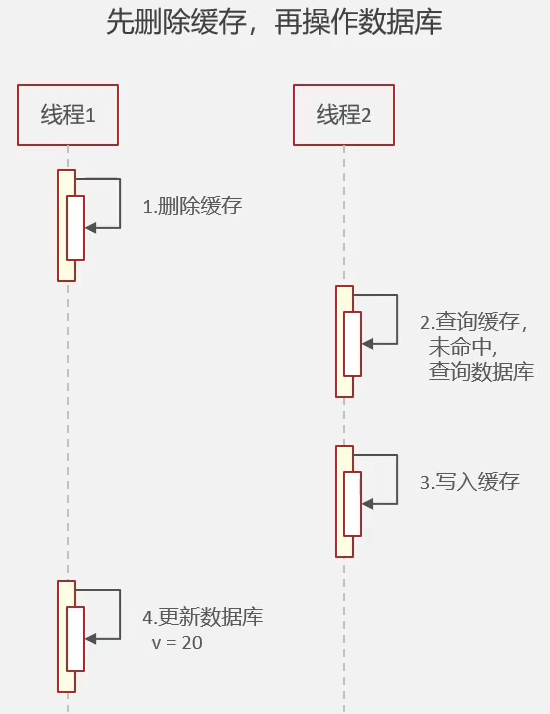 先删除缓存，再操作数据库
线程1
线程2
1.删除缓存
2.查询缓存，
未命中,
查询数据库
3.写入缓存
4.更新数据库
v = 20